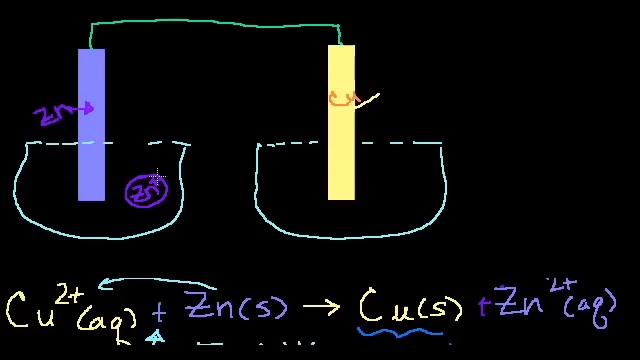 Cu
Zn
Zn
Cu²⁺(aq) + Zn(s) → Cu(s) + Zn²⁺(aq)